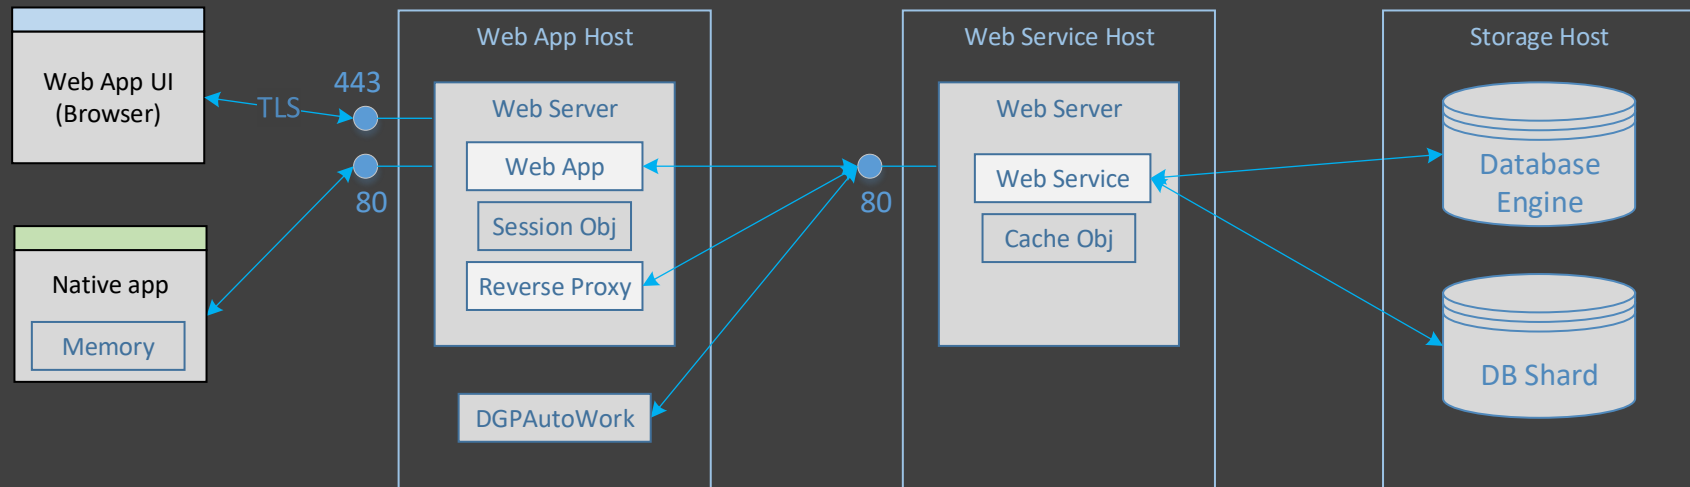 Web App UI
(Browser)
TLS
443
80
Native app
Memory
Web App Host
Web Server
Web App
Session Obj
Reverse Proxy
DGPAutoWork
80
Web Service Host
Web Server
Web Service
Cache Obj
Storage Host
Database
Engine
DB Shard